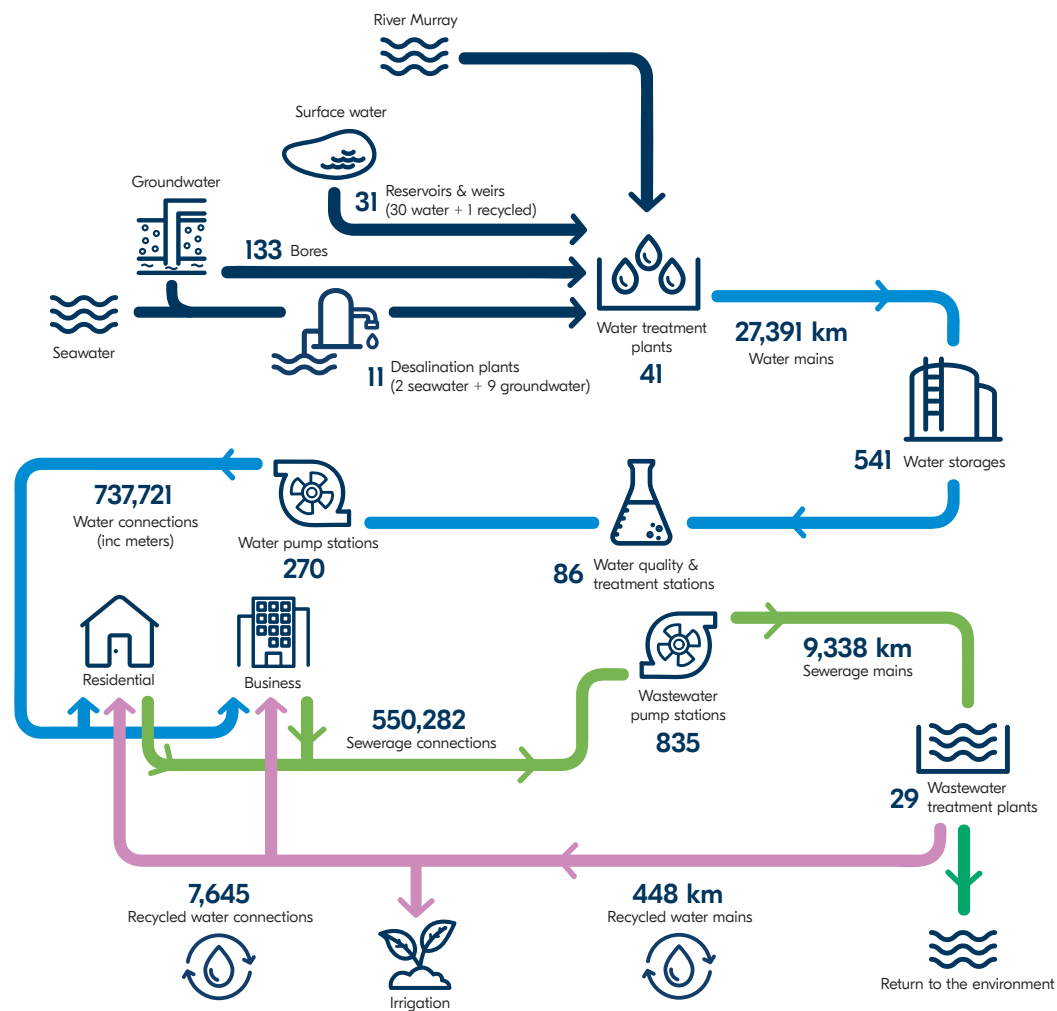 River Murray
Surface water
31 Reservoirs & weirs
(30 water + 1 recycled)
Groundwater
133 Bores
Seawater
11 Desalination plants
(2 seawater + 9 groundwater)
Water treatment
plants
41
27,391 km
Water mains
541 Water storages
86 Water quality &
treatment stations
Water pump stations
270
737,721
Water connections
(inc meters)
Residential
Business
550,282
Sewerage connections
Wastewater
pump stations
835
9,338 km
Sewerage mains
29 Wastewater
treatment plants
7,645
Recycled water connections
448 km
Recycled water mains
Irrigation
Return to the environment